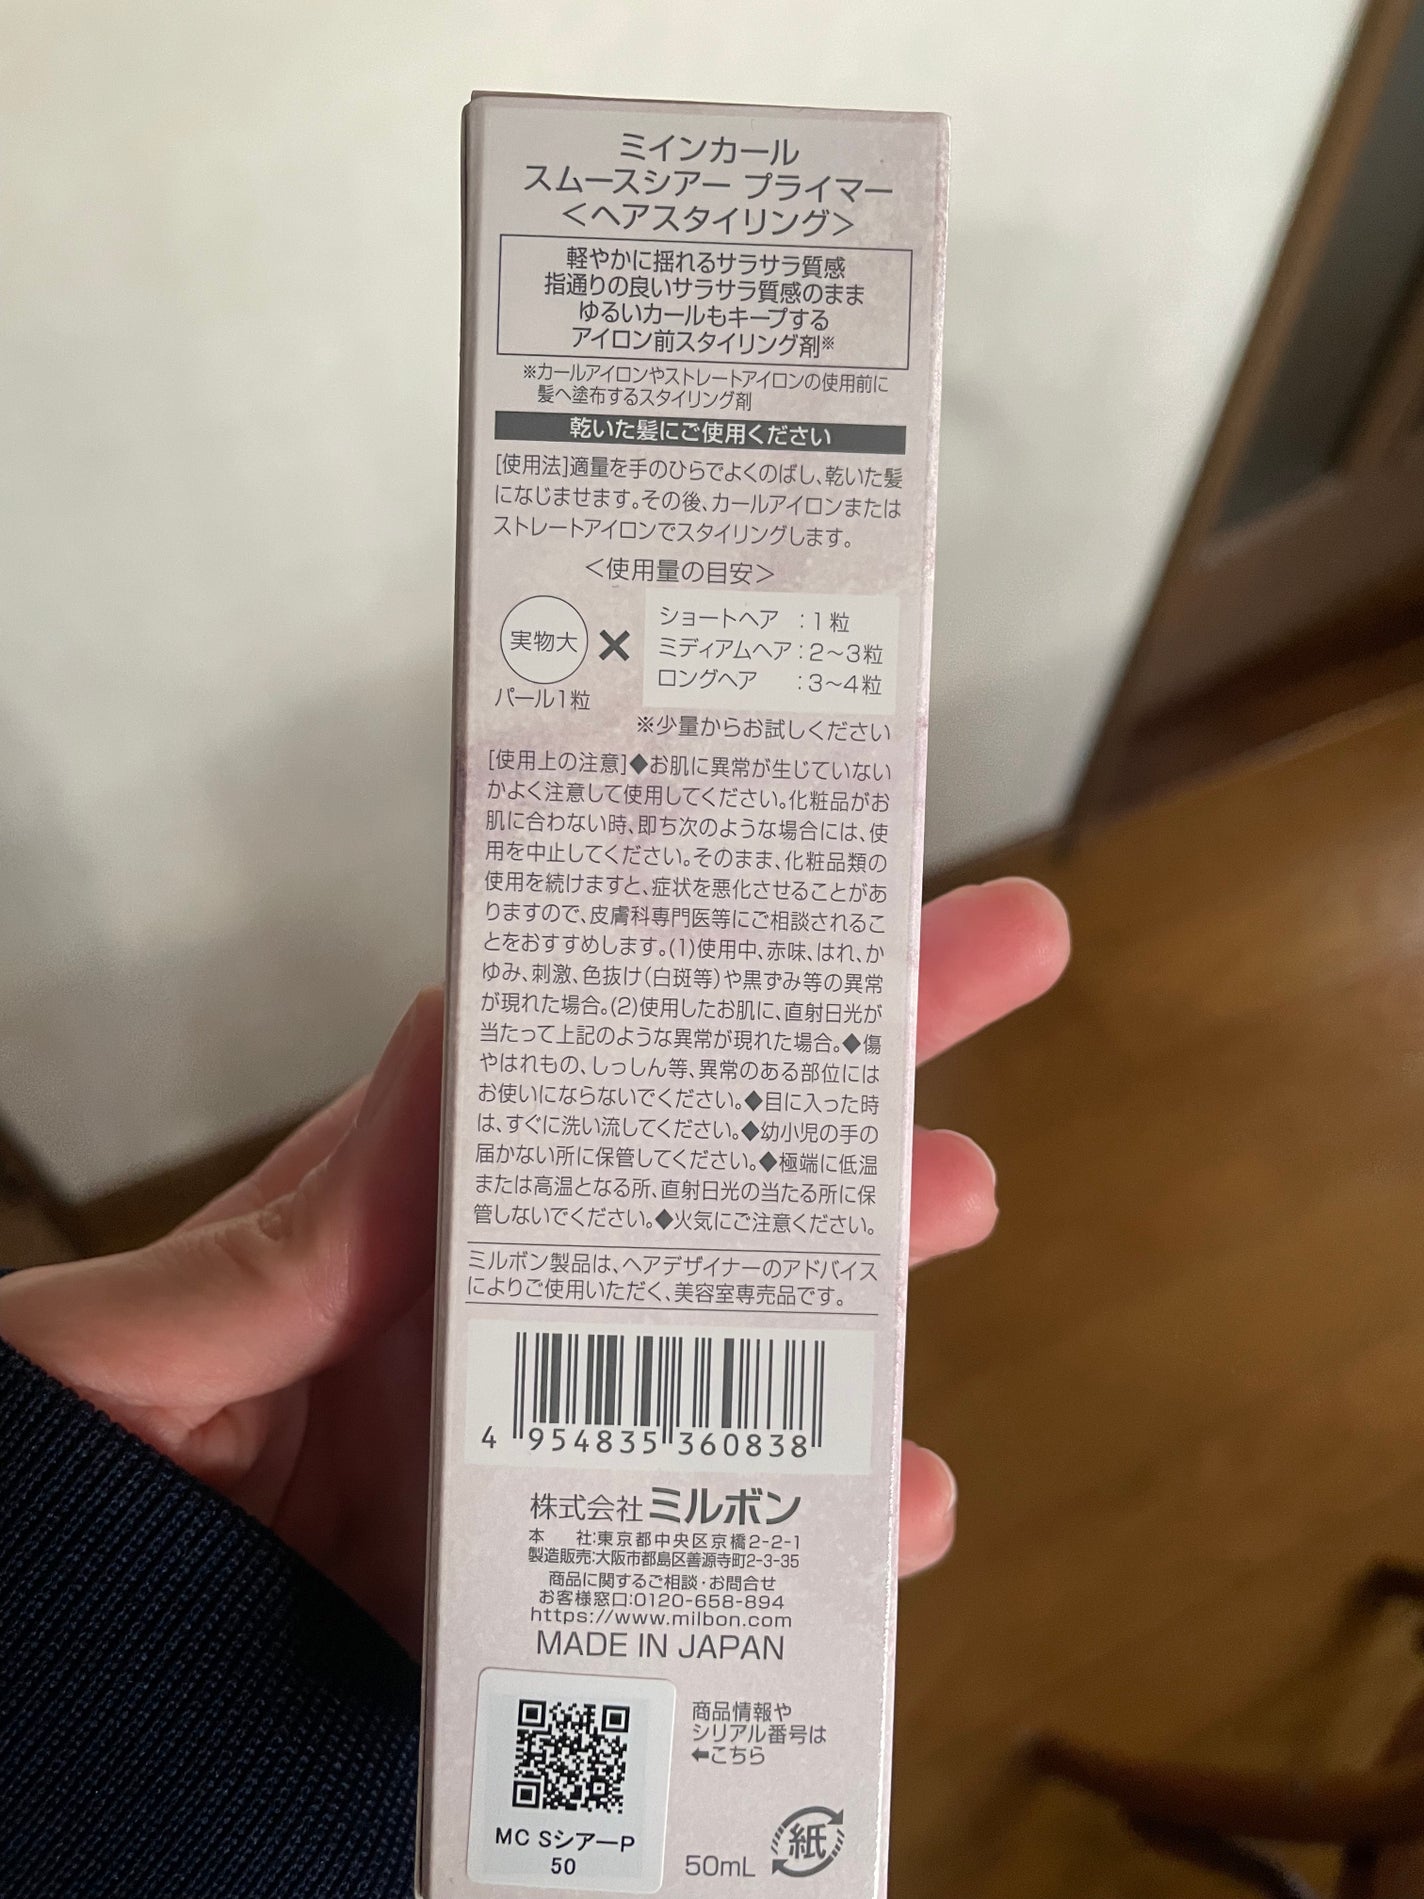 ミインカール
スムースシアー プライマー
＜ヘアスタイリング＞
軽やかに揺れるサラサラ質感
指通りの良いサラサラ質感のまま
ゆるいカールもキープする
アイロン前スタイリング剤※
※カールアイロンやストレートアイロンの使用前に
髪へ塗布するスタイリング剤
乾いた髪にご使用ください
[使用法]適量を手のひらでよくのばし、乾いた髪
になじませます。その後、カールアイロンまたは
ストレートアイロンでスタイリングします。
＜使用量の目安＞
実物大
パール1粒
×
ショートヘア :1粒
ミディアムヘア:2〜3粒
ロングヘア :3〜4粒
※少量からお試しください
[使用上の注意]◆お肌に異常が生じていない
かよく注意して使用してください。化粧品がお
肌に合わない時、即ち次のような場合には、使
用を中止してください。そのまま、化粧品類の
使用を続けますと、症状を悪化させることがあ
りますので、皮膚科専門医等にご相談されるこ
とをおすすめします。(1)使用中、赤味、はれ、か
ゆみ、刺激、色抜け(白斑等)や黒ずみ等の異常
が現れた場合。(2)使用したお肌に、直射日光が
当たって上記のような異常が現れた場合。◆傷
やはれもの、しっしん等、異常のある部位には
お使いにならないでください。◆目に入った時
は、すぐに洗い流してください。◆幼小児の手の
届かない所に保管してください。◆極端に低温
または高温となる所、直射日光の当たる所に保
管しないでください。◆火気にご注意ください。
ミルボン製品は、ヘアデザイナーのアドバイス
によりご使用いただく、美容室専売品です。
4 954835 360838
株式会社ミルボン
本 社:東京都中央区京橋2-2-1
製造販売:大阪市都島区善源寺町2-3-35
商品に関するご相談・お問合せ
お客様窓口:0120-658-894
https://www.milbon.com
MADE IN JAPAN
商品情報や
シリアル番号は
⬅こちら
MC SシアーP
50
50mL
紙